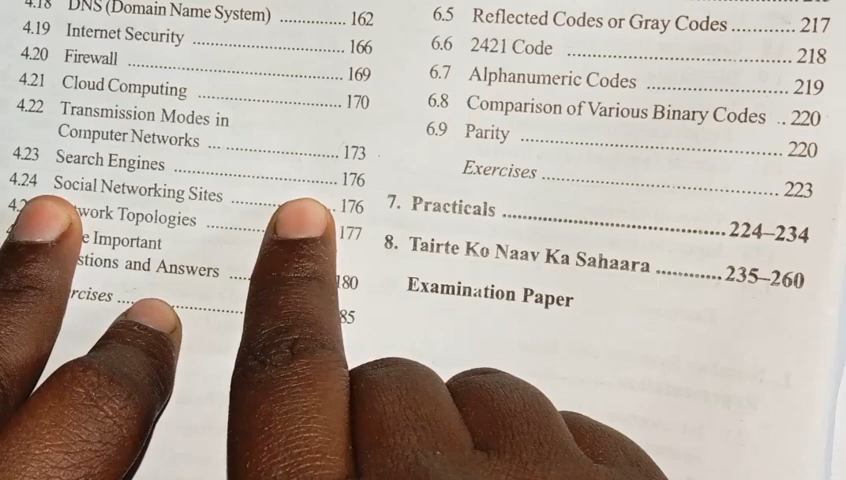 4.18 DNS (Domain Name System) ............. 162
4.19 Internet Security ............................. 166
4.20 Firewall .......................................... 169
4.21 Cloud Computing ............................ 170
4.22 Transmission Modes in
Computer Networks ... ...................... 173
4.23 Search Engines ............................... 176
4.24 Social Networking Sites ................. 176
Topologies ............ 177
Important
and Answers .... 180
....................
6.5 Reflected Codes or Gray Codes ............ 217
6.6 2421 Code .......................................... 218
6.7 Alphanumeric Codes .......................... 219
6.8 Comparison of Various Binary Codes .. 220
6.9 Parity ................................................ 220
Exercises ............................................ 223
7. Practicals ........................................ 224–234
8. Tairte Ko Naav Ka Sahaara ............ 235–260
Examination Paper